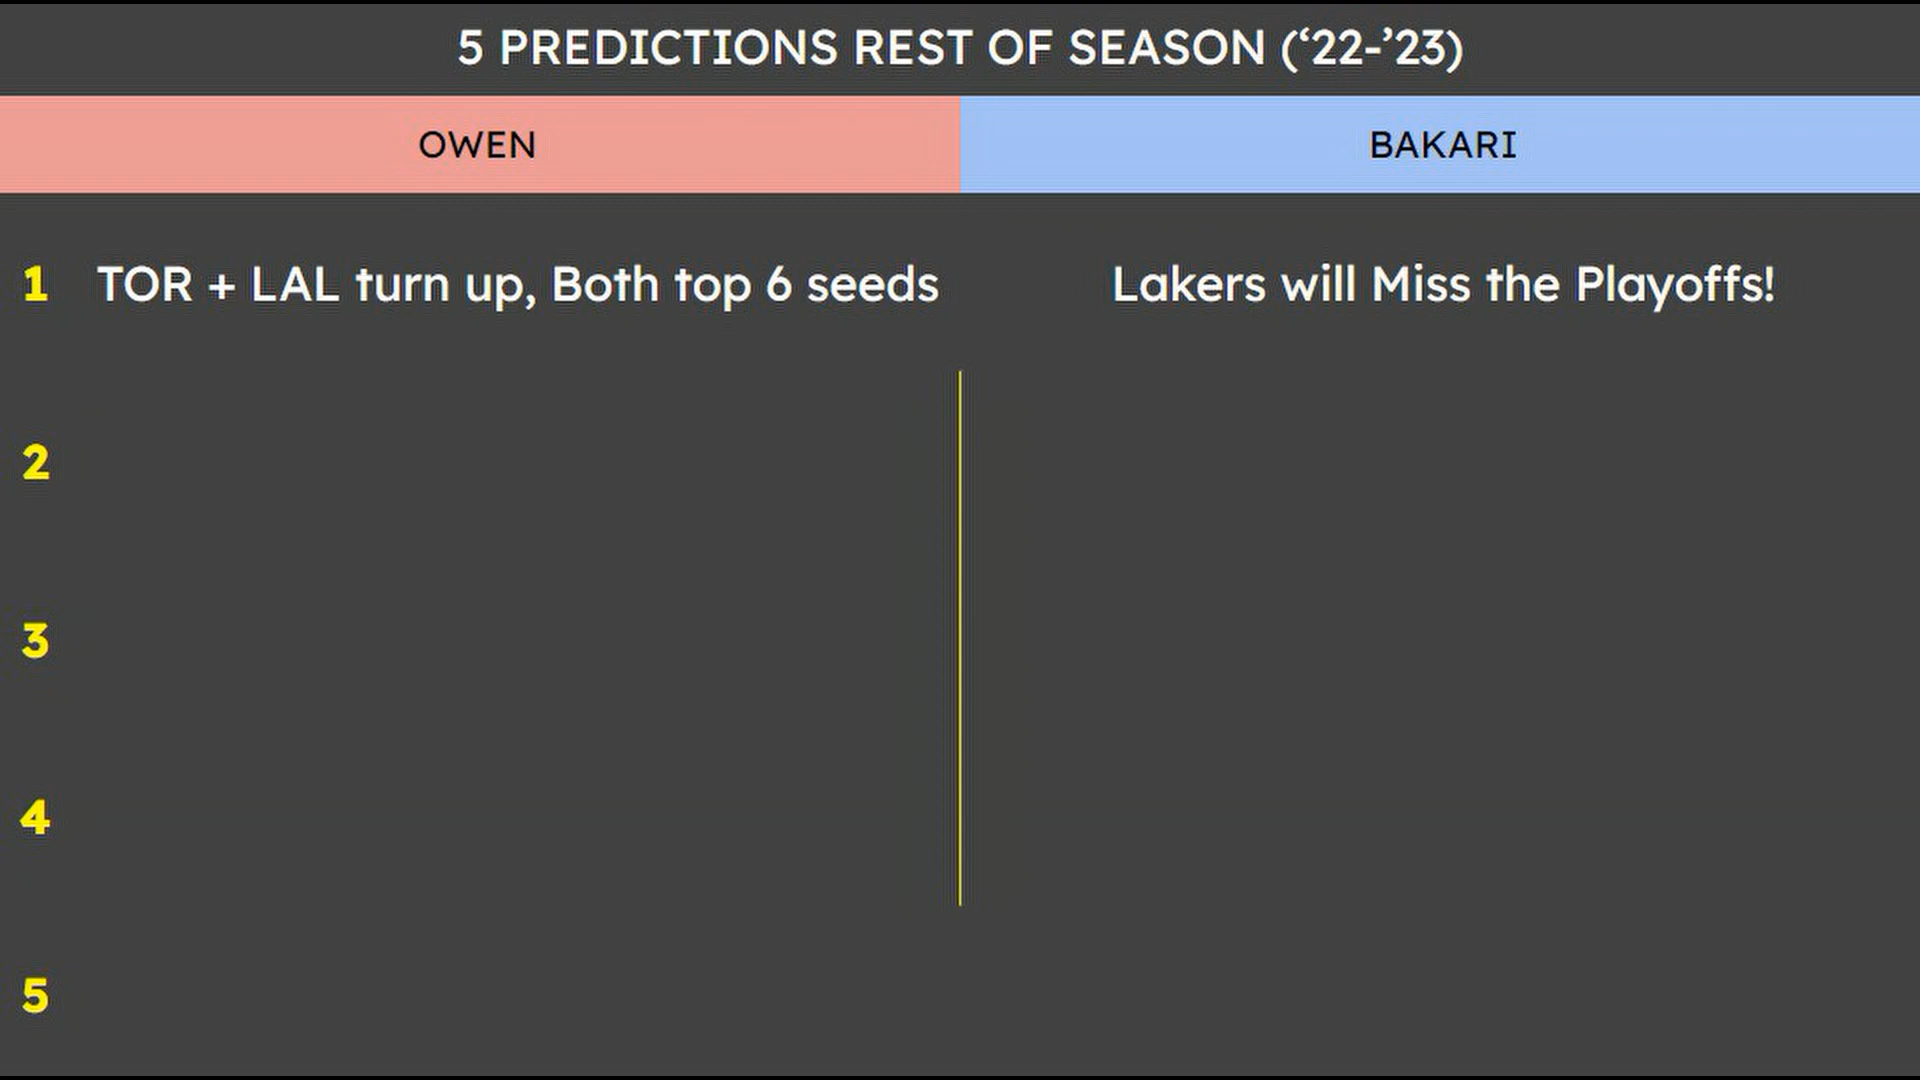 5 PREDICTIONS REST OF SEASON (‘22-’23)
OWEN
BAKARI
1 TOR + LAL turn up, Both top 6 seeds
Lakers will Miss the Playoffs!
2
3
4
5